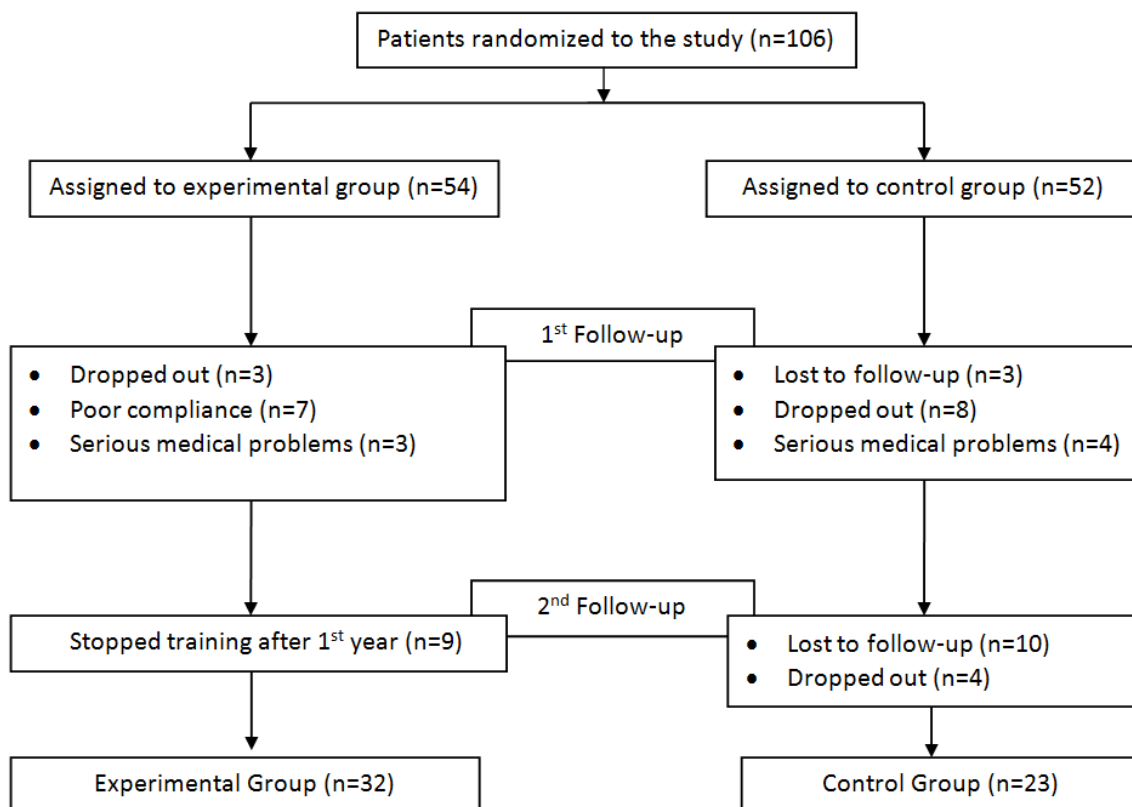 Patients randomized to the study (n=106)
Assigned to experimental group (n=54)
Assigned to control group (n=52)
1st Follow-up
• Dropped out (n=3)
• Poor compliance (n=7)
• Serious medical problems (n=3)
• Lost to follow-up (n=3)
• Dropped out (n=8)
• Serious medical problems (n=4)
2nd Follow-up
Stopped training after 1st year (n=9)
• Lost to follow-up (n=10)
• Dropped out (n=4)
Experimental Group (n=32)
Control Group (n=23)